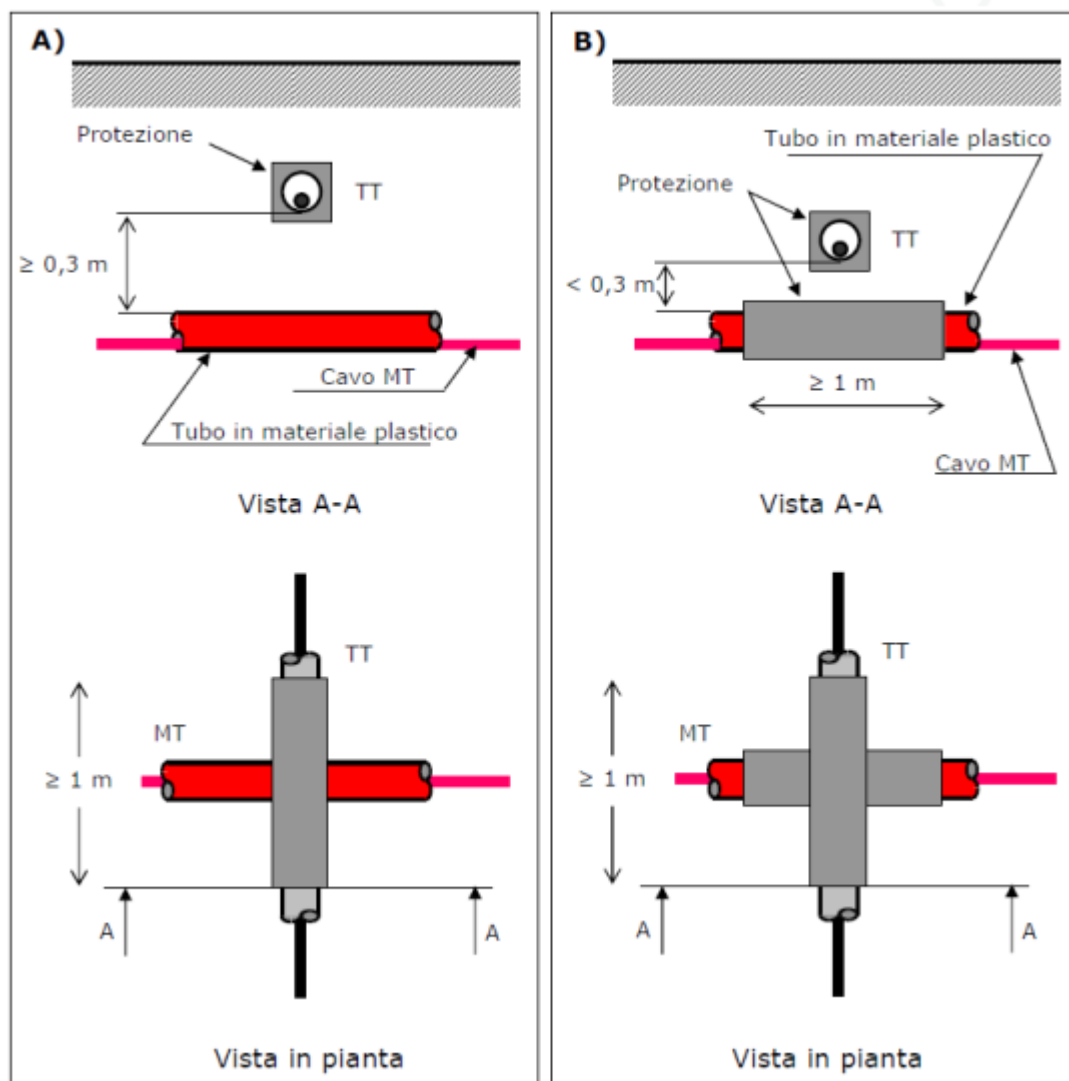 A)
Protezione
TT
≥ 0,3 m
Cavo MT
Tubo in materiale plastico
Vista A-A
TT
MT
≥ 1 m
A
A
Vista in pianta
B)
Tubo in materiale plastico
Protezione
TT
< 0,3 m
≥ 1 m
Cavo MT
Vista A-A
TT
MT
≥ 1 m
A
A
Vista in pianta